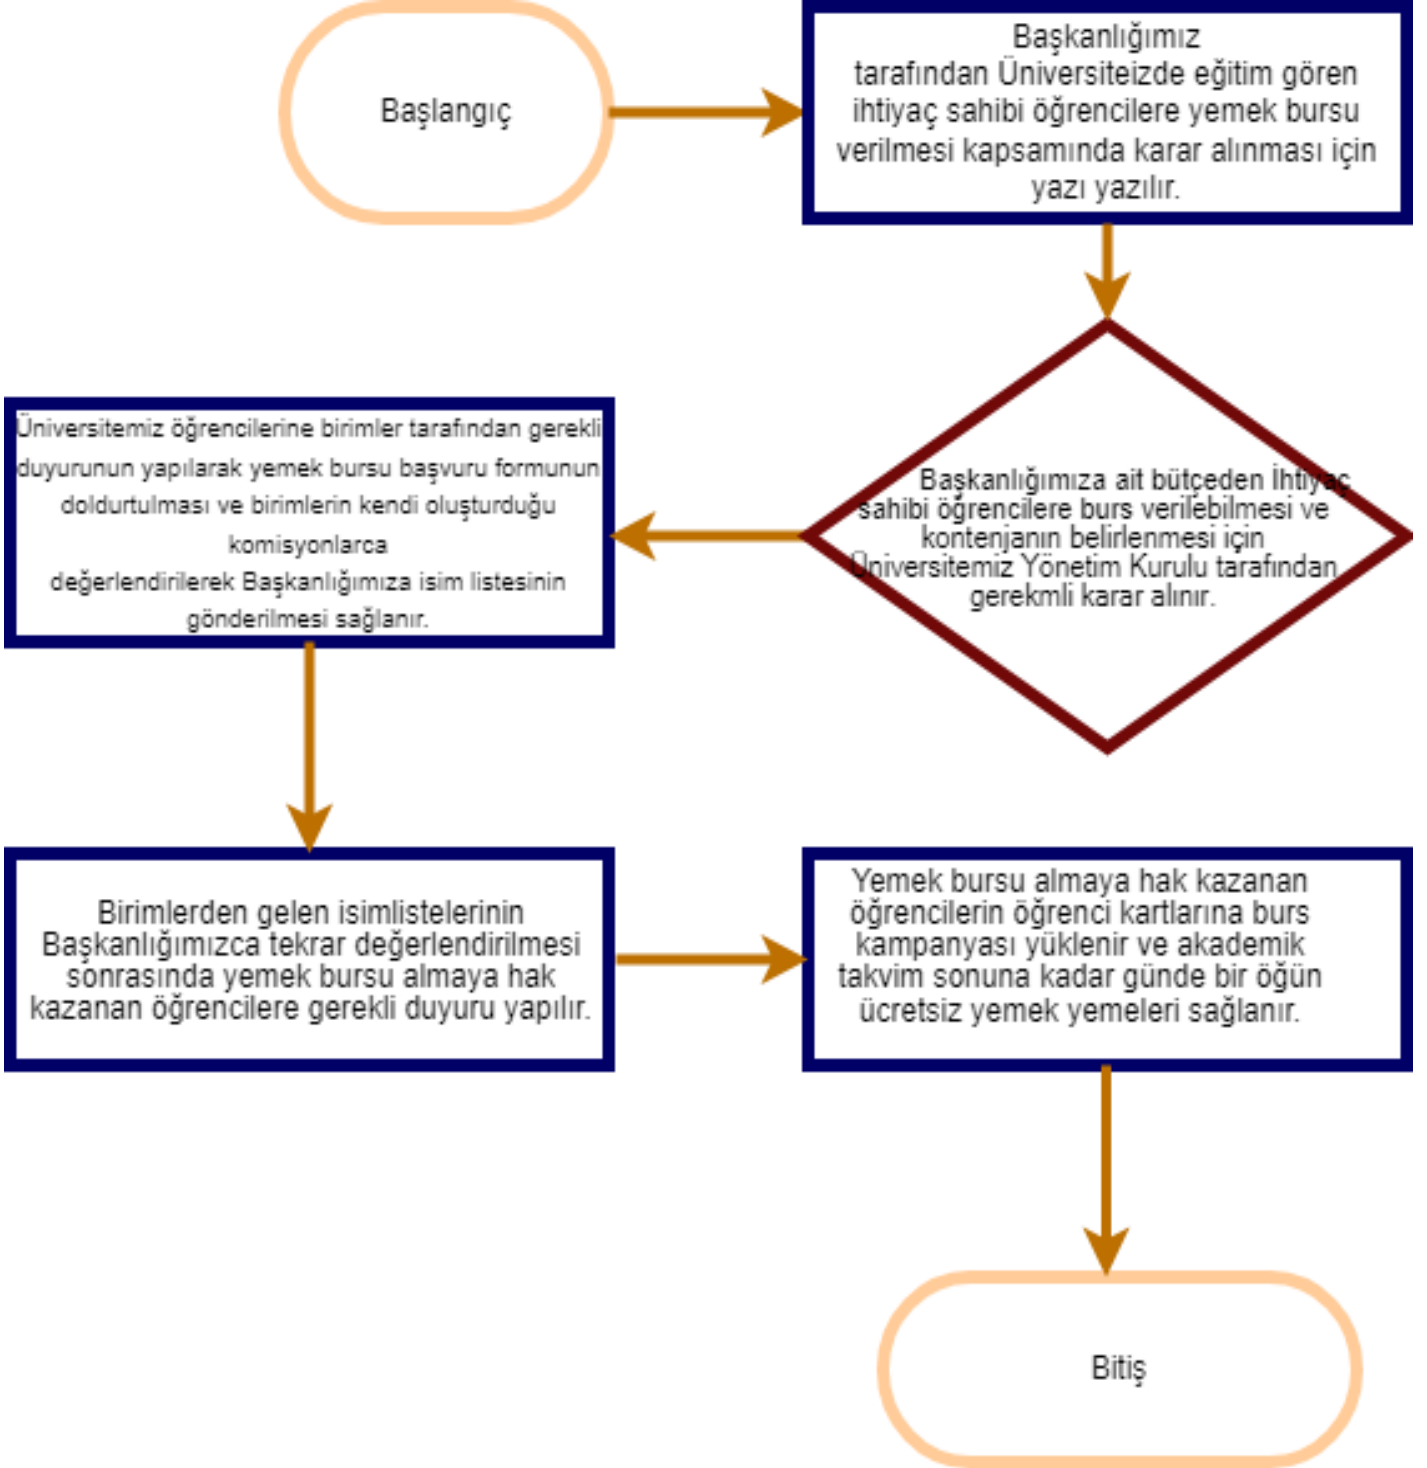 Başlangıç
Başkanlığımız
tarafından Üniversiteizde eğitim gören
ihtiyaç sahibi öğrencilere yemek bursu
verilmesi kapsamında karar alınması için
yazı yazılır.
Başkanlığımıza ait bütçeden İhtiyaç
sahibi öğrencilere burs verilebilmesi ve
kontenjanın belirlenmesi için
Üniversitemiz Yönetim Kurulu tarafından
gerekmli karar alınır.
Üniversitemiz öğrencilerine birimler tarafından gerekli
duyurunun yapılarak yemek bursu başvuru formunun
doldurtulması ve birimlerin kendi oluşturduğu
komisyonlarca
değerlendirilerek Başkanlığımıza isim listesinin
gönderilmesi sağlanır.
Birimlerden gelen isimlistelerinin
Başkanlığımızca tekrar değerlendirilmesi
sonrasında yemek bursu almaya hak
kazanan öğrencilere gerekli duyuru yapılır.
Yemek bursu almaya hak kazanan
öğrencilerin öğrenci kartlarına burs
kampanyası yüklenir ve akademik
takvim sonuna kadar günde bir öğün
ücretsiz yemek yemeleri sağlanır.
Bitiş